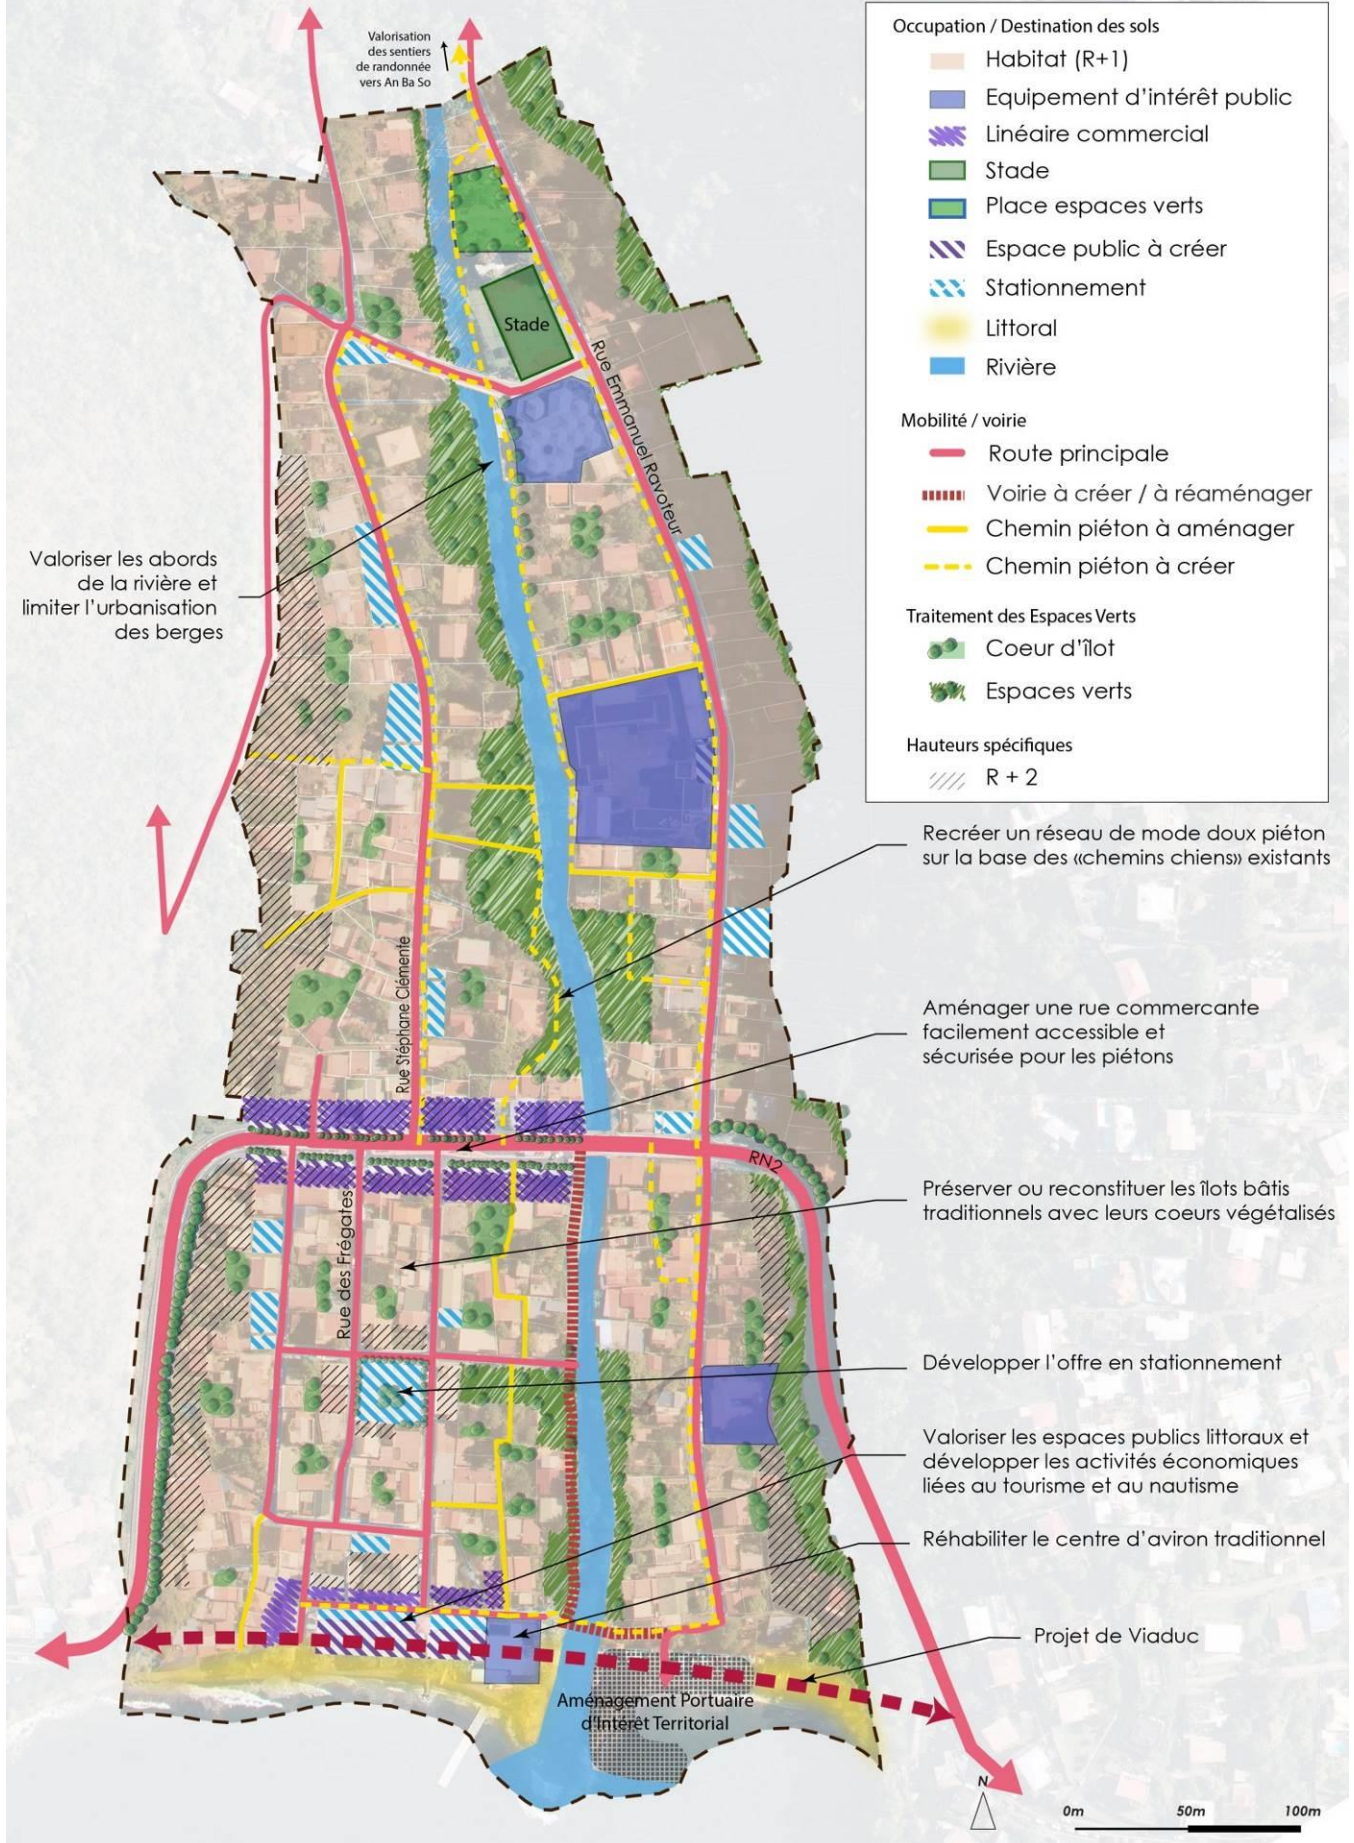 Valorisation
des sentiers
de randonnée
vers An Ba So
Occupation / Destination des sols
Habitat (R+1)
Equipement d'intérêt public
Linéaire commercial
Stade
Place espaces verts
Espace public à créer
Stationnement
Littoral
Rivière
Mobilité / voirie
Route principale
Voirie à créer / à réaménager
Chemin piéton à aménager
Chemin piéton à créer
Traitement des Espaces Verts
Coeur d'îlot
Espaces verts
Hauteurs spécifiques
R + 2
Stade
Rue Emmanuel Ravoteur
Valoriser les abords
de la rivière et
limiter l'urbanisation
des berges
Recréer un réseau de mode doux piéton
sur la base des «chemins chiens» existants
Rue Stéphane Clémente
Aménager une rue commercante
facilement accessible et
sécurisée pour les piétons
RN2
Rue des Frégates
Préserver ou reconstituer les îlots bâtis
traditionnels avec leurs coeurs végétalisés
Développer l'offre en stationnement
Valoriser les espaces publics littoraux et
développer les activités économiques
liées au tourisme et au nautisme
Réhabiliter le centre d'aviron traditionnel
Projet de Viaduc
Aménagement Portuaire
d'Intérêt Territorial
N
0m 50m 100m